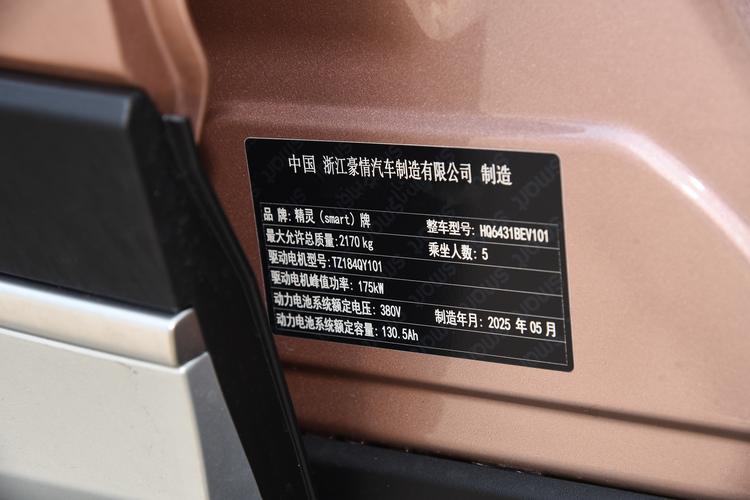 中国 浙江豪情汽车制造有限公司 制造
品 牌: 精灵 (smart) 牌
整车型号: HQ6431BEV101
最大允许总质量: 2170 kg
乘坐人数: 5
驱动电机型号: TZ184QY101
驱动电机峰值功率: 175kW
动力电池系统额定电压: 380V
制造年月: 2025 年 05 月
动力电池系统额定容量: 130.5Ah